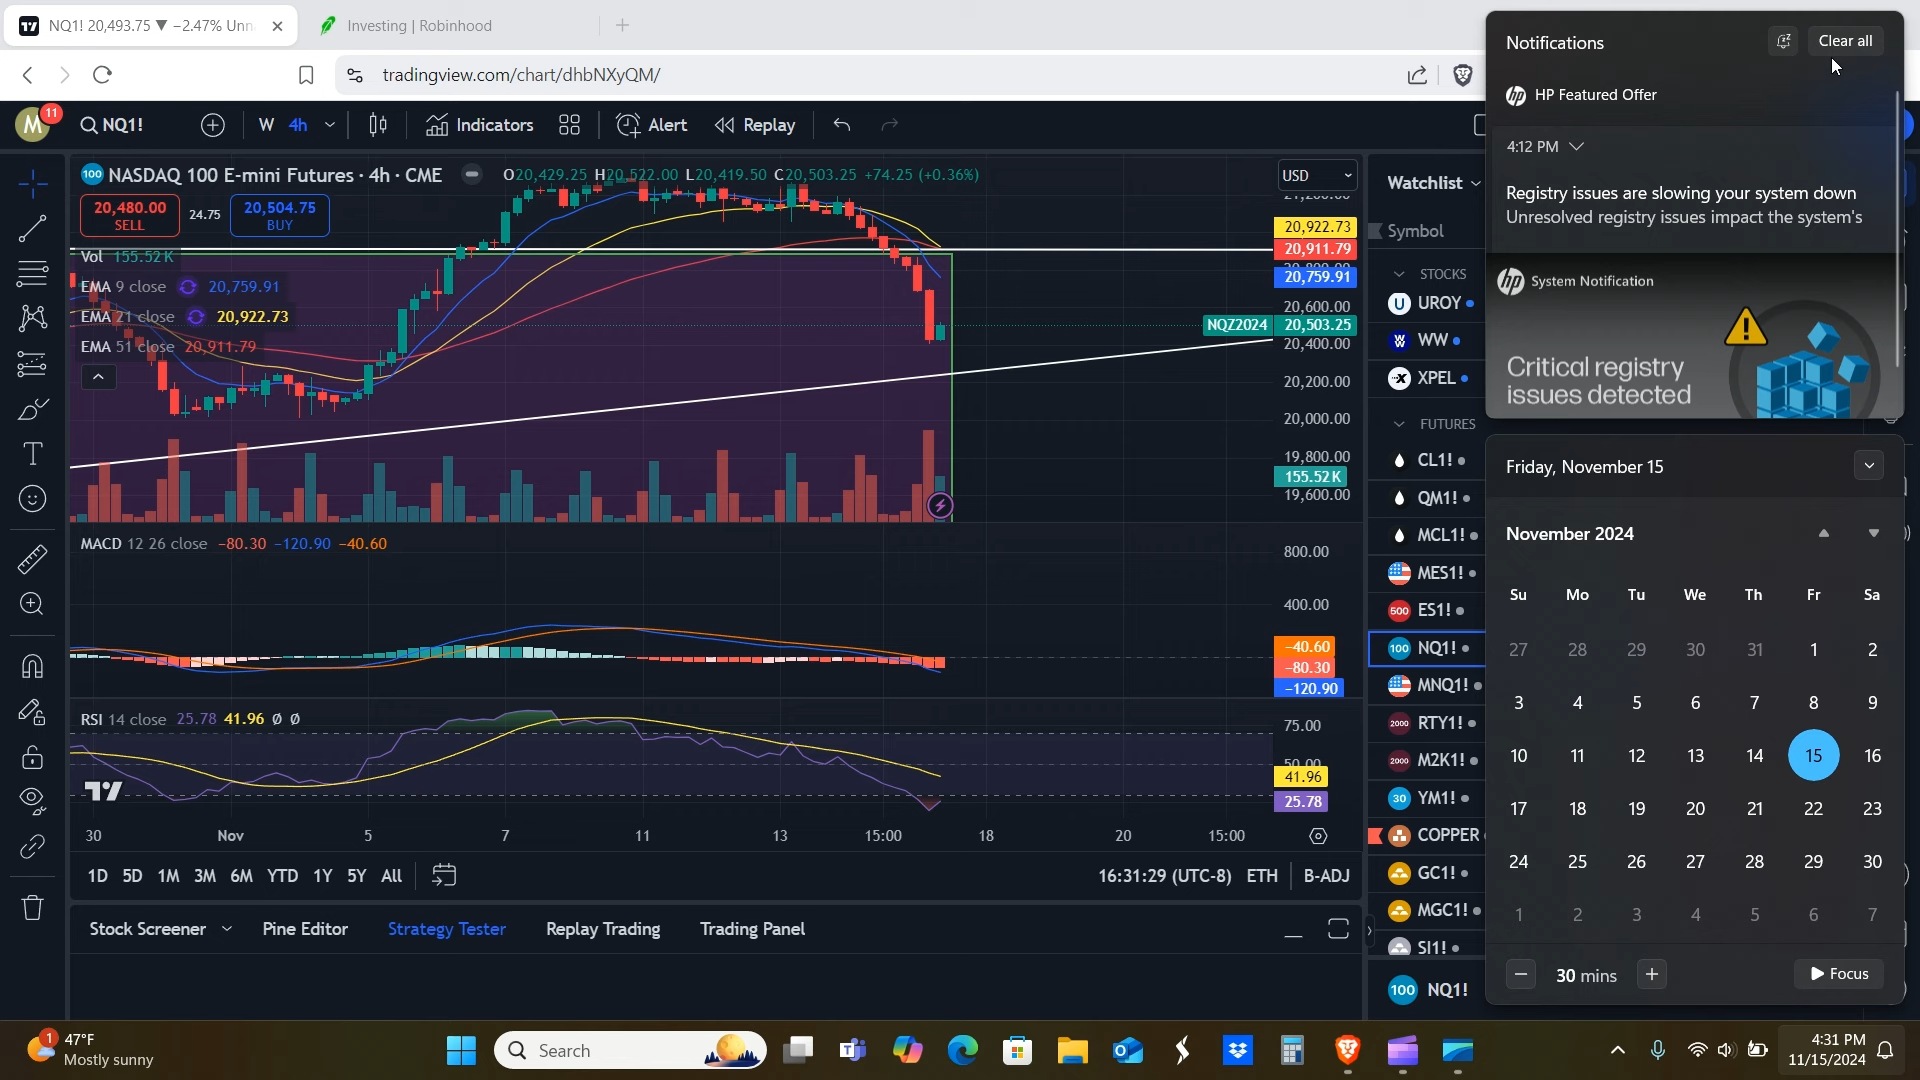 NQ1! 20,493.75 ▼ −2.47% Unn
Investing | Robinhood
tradingview.com/chart/dhbNXyQM/
M
11
NQ1!
W
4h
Indicators
Alert
Replay
NASDAQ 100 E-mini Futures · 4h · CME
O20,429.25 H20,522.00 L20,419.50 C20,503.25 +74.25 (+0.36%)
USD
20,480.00
SELL
24.75
20,504.75
BUY
Vol 155.52K
EMA 9 close 20,759.91
EMA 21 close 20,922.73
EMA 51 close 20,911.79
20,922.73
20,911.79
20,759.91
20,600.00
NQZ2024 20,503.25
20,400.00
20,200.00
20,000.00
19,800.00
155.52K
19,600.00
MACD 12 26 close −80.30 −120.90 −40.60
800.00
400.00
−40.60
−80.30
−120.90
RSI 14 close 25.78 41.96 Ø Ø
75.00
50.00
41.96
25.78
30 Nov 5 7 11 13 15:00 18 20 15:00
1D 5D 1M 3M 6M YTD 1Y 5Y All
16:31:29 (UTC-8) ETH B-ADJ
Stock Screener
Pine Editor
Strategy Tester
Replay Trading
Trading Panel
Watchlist
Symbol
STOCKS
UROY
WW
XPEL
FUTURES
CL1!
QM1!
MCL1!
MES1!
500 ES1!
100 NQ1!
MNQ1!
2000 RTY1!
2000 M2K1!
30 YM1!
COPPER
GC1!
MGC1!
SI1!
100 NQ1!
Notifications
Clear all
hp HP Featured Offer
4:12 PM
Registry issues are slowing your system down
Unresolved registry issues impact the system's
hp System Notification
Critical registry
issues detected
Friday, November 15
November 2024
Su Mo Tu We Th Fr Sa
27 28 29 30 31 1 2
3 4 5 6 7 8 9
10 11 12 13 14 15 16
17 18 19 20 21 22 23
24 25 26 27 28 29 30
1 2 3 4 5 6 7
30 mins
Focus
1
47°F
Mostly sunny
Search
4:31 PM
11/15/2024